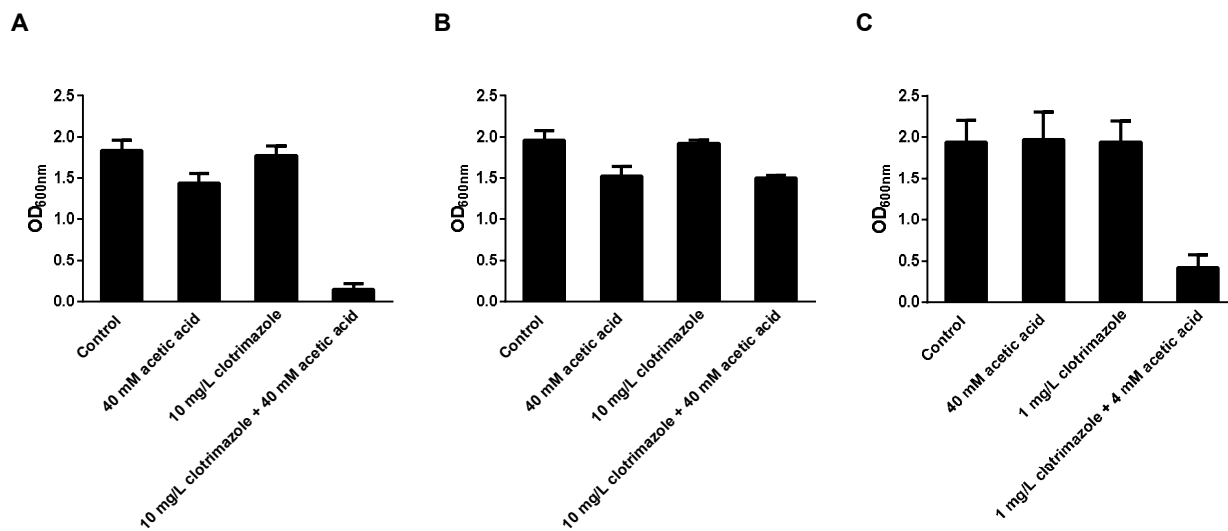 A
B
C
2.5
2.0
1.5
1.0
0.5
0.0
OD600nm
Control
40 mM acetic acid
10 mg/L clotrimazole
10 mg/L clotrimazole + 40 mM acetic acid
2.5
2.0
1.5
1.0
0.5
0.0
OD600nm
Control
40 mM acetic acid
10 mg/L clotrimazole
10 mg/L clotrimazole + 40 mM acetic acid
2.5
2.0
1.5
1.0
0.5
0.0
OD600nm
Control
40 mM acetic acid
1 mg/L clotrimazole
1 mg/L clotrimazole + 4 mM acetic acid